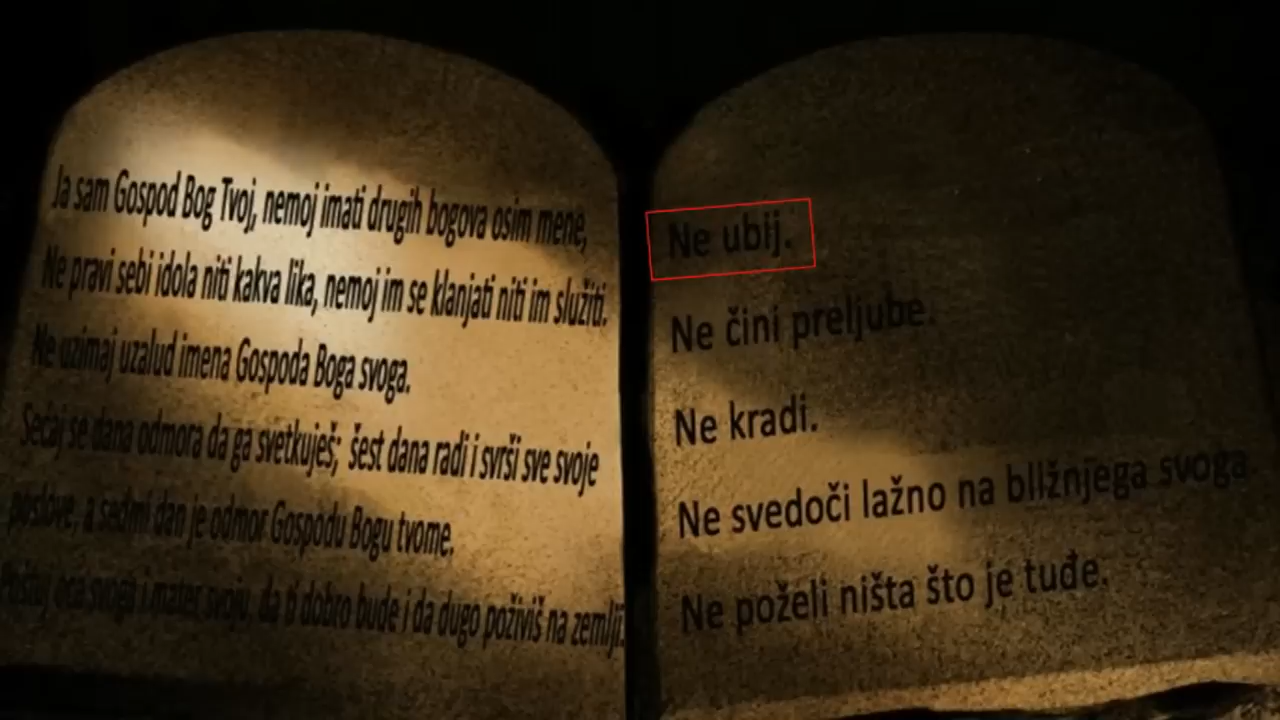 Ja sam Gospod Bog Tvoj, nemoj imati drugih bogova osim mene,
Ne pravi sebi idola niti kakva lika, nemoj im se klanjati niti im služiti.
Ne uzimaj uzalud imena Gospoda Boga svoga.
Sećaj se dana odmora da ga svetkuješ; šest dana radi i svrši sve svoje
poslove, a sedmi dan je odmor Gospodu Bogu tvome.
Poštuj oca svoga i mater svoju, da ti dobro bude i da dugo poživiš na zemlji.
Ne ubij.
Ne čini preljube.
Ne kradi.
Ne svedoči lažno na bližnjega svoga.
Ne poželi ništa što je tuđe.